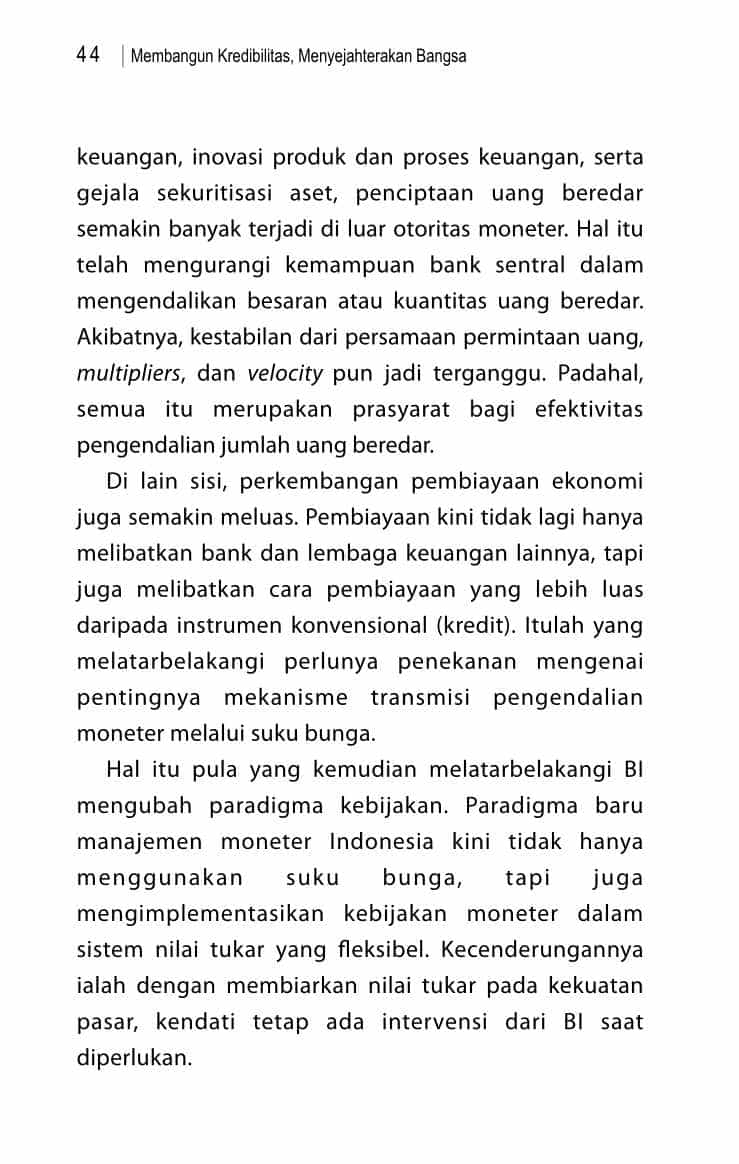 44 | Membangun Kredibilitas, Menyejahterakan Bangsa
keuangan, inovasi produk dan proses keuangan, serta
gejala sekuritisasi aset, penciptaan uang beredar
semakin banyak terjadi di luar otoritas moneter. Hal itu
telah mengurangi kemampuan bank sentral dalam
mengendalikan besaran atau kuantitas uang beredar.
Akibatnya, kestabilan dari persamaan permintaan uang,
multipliers, dan velocity pun jadi terganggu. Padahal,
semua itu merupakan prasyarat bagi efektivitas
pengendalian jumlah uang beredar.
Di lain sisi, perkembangan pembiayaan ekonomi
juga semakin meluas. Pembiayaan kini tidak lagi hanya
melibatkan bank dan lembaga keuangan lainnya, tapi
juga melibatkan cara pembiayaan yang lebih luas
daripada instrumen konvensional (kredit). Itulah yang
melatarbelakangi perlunya penekanan mengenai
pentingnya mekanisme transmisi pengendalian
moneter melalui suku bunga.
Hal itu pula yang kemudian melatarbelakangi BI
mengubah paradigma kebijakan. Paradigma baru
manajemen moneter Indonesia kini tidak hanya
menggunakan suku bunga, tapi juga
mengimplementasikan kebijakan moneter dalam
sistem nilai tukar yang fleksibel. Kecenderungannya
ialah dengan membiarkan nilai tukar pada kekuatan
pasar, kendati tetap ada intervensi dari BI saat
diperlukan.